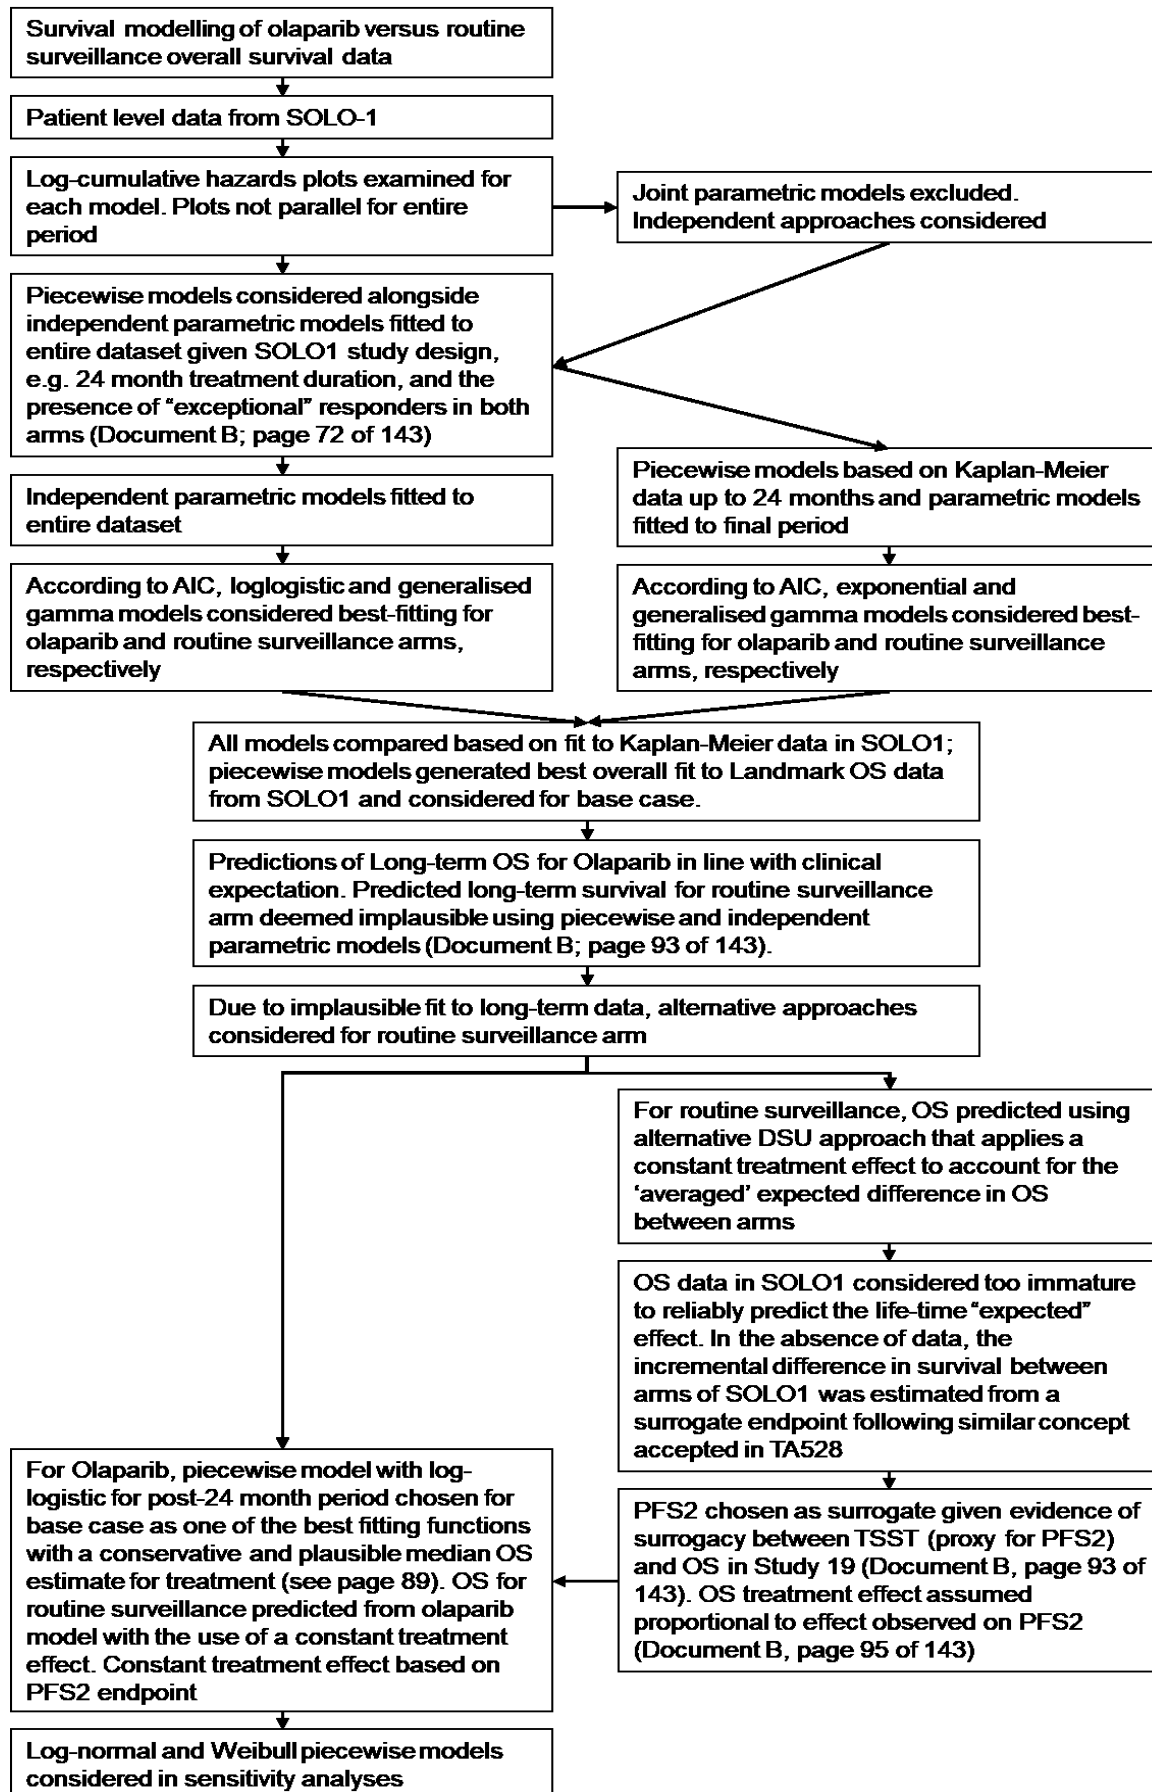 Survival modelling of olaparib versus routine
surveillance overall survival data
Patient level data from SOLO-1
Log-cumulative hazards plots examined for
each model. Plots not parallel for entire
period
Joint parametric models excluded.
Independent approaches considered
Piecewise models considered alongside
independent parametric models fitted to
entire dataset given SOLO1 study design,
e.g. 24 month treatment duration, and the
presence of “exceptional” responders in both
arms (Document B; page 72 of 143)
Independent parametric models fitted to
entire dataset
Piecewise models based on Kaplan-Meier
data up to 24 months and parametric models
fitted to final period
According to AIC, loglogistic and generalised
gamma models considered best-fitting for
olaparib and routine surveillance arms,
respectively
According to AIC, exponential and
generalised gamma models considered best-
fitting for olaparib and routine surveillance
arms, respectively
All models compared based on fit to Kaplan-Meier data in SOLO1;
piecewise models generated best overall fit to Landmark OS data
from SOLO1 and considered for base case.
Predictions of Long-term OS for Olaparib in line with clinical
expectation. Predicted long-term survival for routine surveillance
arm deemed implausible using piecewise and independent
parametric models (Document B; page 93 of 143).
Due to implausible fit to long-term data, alternative approaches
considered for routine surveillance arm
For routine surveillance, OS predicted using
alternative DSU approach that applies a
constant treatment effect to account for the
‘averaged’ expected difference in OS
between arms
OS data in SOLO1 considered too immature
to reliably predict the life-time “expected”
effect. In the absence of data, the
incremental difference in survival between
arms of SOLO1 was estimated from a
surrogate endpoint following similar concept
accepted in TA528
PFS2 chosen as surrogate given evidence of
surrogacy between TSST (proxy for PFS2)
and OS in Study 19 (Document B, page 93 of
143). OS treatment effect assumed
proportional to effect observed on PFS2
(Document B, page 95 of 143)
For Olaparib, piecewise model with log-
logistic for post-24 month period chosen for
base case as one of the best fitting functions
with a conservative and plausible median OS
estimate for treatment (see page 89). OS for
routine surveillance predicted from olaparib
model with the use of a constant treatment
effect. Constant treatment effect based on
PFS2 endpoint
Log-normal and Weibull piecewise models
considered in sensitivity analyses